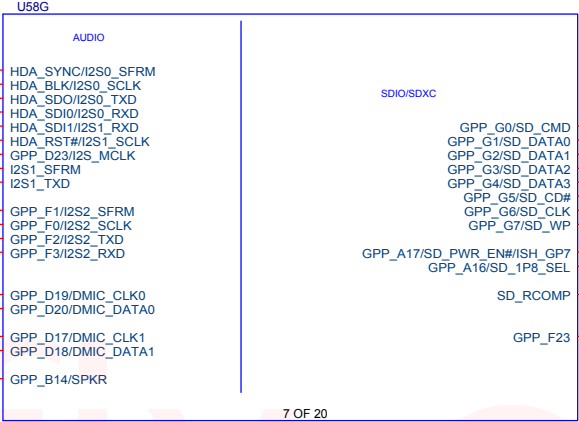 U58G
AUDIO
HDA_SYNC/I2S0_SFRM
HDA_BLK/I2S0_SCLK
HDA_SDO/I2S0_TXD
HDA_SDI0/I2S0_RXD
HDA_SDI1/I2S1_RXD
HDA_RST#/I2S1_SCLK
GPP_D23/I2S_MCLK
I2S1_SFRM
I2S1_TXD
GPP_F1/I2S2_SFRM
GPP_F0/I2S2_SCLK
GPP_F2/I2S2_TXD
GPP_F3/I2S2_RXD
GPP_D19/DMIC_CLK0
GPP_D20/DMIC_DATA0
GPP_D17/DMIC_CLK1
GPP_D18/DMIC_DATA1
GPP_B14/SPKR
SDIO/SDXC
GPP_G0/SD_CMD
GPP_G1/SD_DATA0
GPP_G2/SD_DATA1
GPP_G3/SD_DATA2
GPP_G4/SD_DATA3
GPP_G5/SD_CD#
GPP_G6/SD_CLK
GPP_G7/SD_WP
GPP_A17/SD_PWR_EN#/ISH_GP7
GPP_A16/SD_1P8_SEL
SD_RCOMP
GPP_F23
7 OF 20